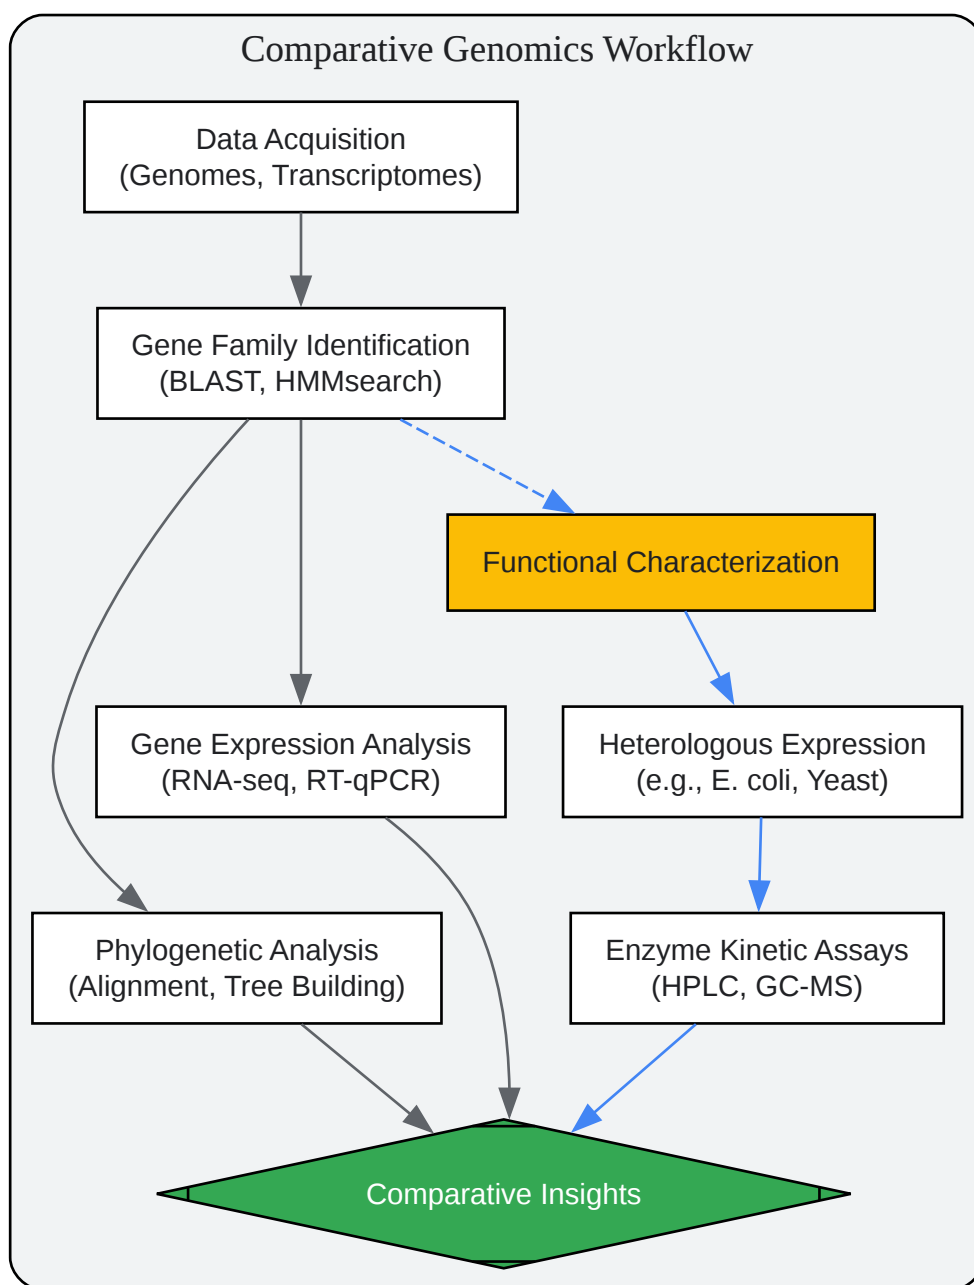 Comparative Genomics Workflow
Data Acquisition
(Genomes, Transcriptomes)
Gene Family Identification
(BLAST, HMMsearch)
Functional Characterization
Gene Expression Analysis
(RNA-seq, RT-qPCR)
Heterologous Expression
(e.g., E. coli, Yeast)
Phylogenetic Analysis
(Alignment, Tree Building)
Enzyme Kinetic Assays
(HPLC, GC-MS)
Comparative Insights